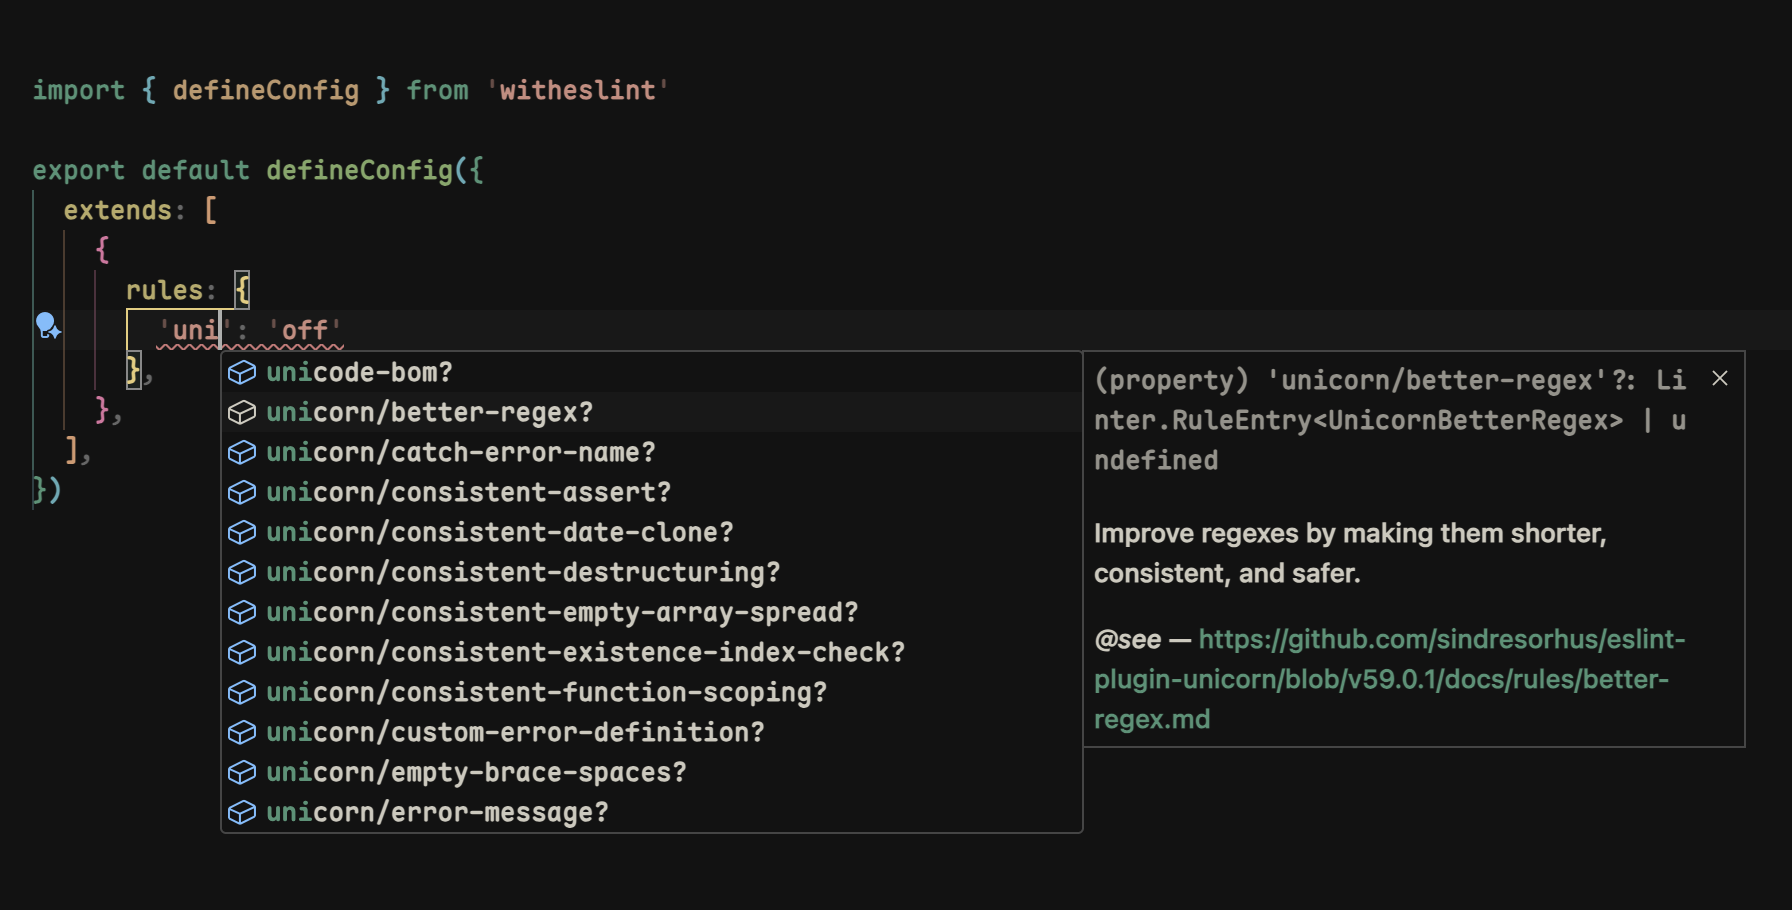 import { defineConfig } from 'witheslint'
export default defineConfig({
extends: [
{
rules: {
'uni': 'off'
},
},
],
})
unicode-bom?
unicorn/better-regex?
unicorn/catch-error-name?
unicorn/consistent-assert?
unicorn/consistent-date-clone?
unicorn/consistent-destructuring?
unicorn/consistent-empty-array-spread?
unicorn/consistent-existence-index-check?
unicorn/consistent-function-scoping?
unicorn/custom-error-definition?
unicorn/empty-brace-spaces?
unicorn/error-message?
(property) 'unicorn/better-regex'?: Li
nter.RuleEntry<UnicornBetterRegex> | u
ndefined
Improve regexes by making them shorter,
consistent, and safer.
@see — https://github.com/sindresorhus/eslint-
plugin-unicorn/blob/v59.0.1/docs/rules/better-
regex.md